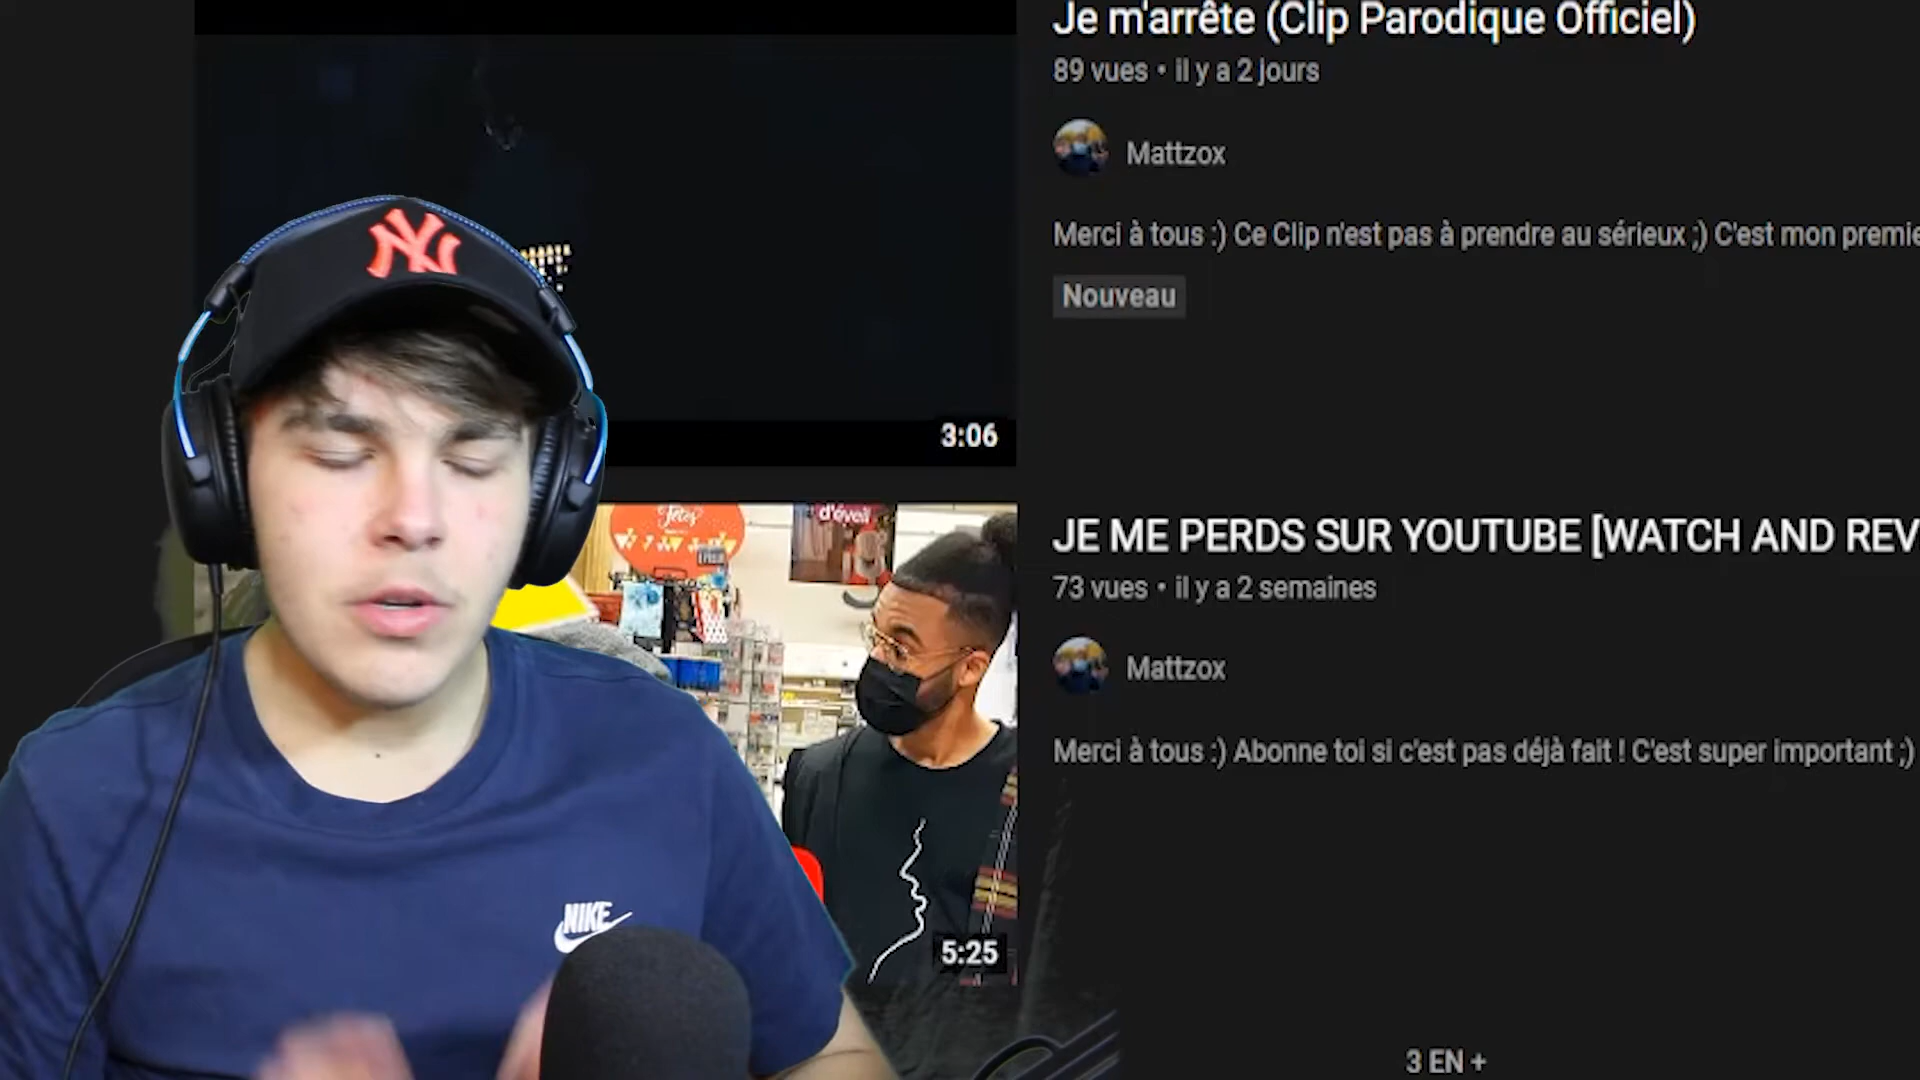 Je m'arrête (Clip Parodique Officiel)
89 vues • il y a 2 jours
Mattzox
Merci à tous :) Ce Clip n'est pas à prendre au sérieux ;) C'est mon premie
Nouveau
3:06
NY
Fêtes
d'éveil
JE ME PERDS SUR YOUTUBE [WATCH AND REV
73 vues • il y a 2 semaines
Mattzox
Merci à tous :) Abonne toi si c'est pas déjà fait ! C'est super important ;)
NIKE
5:25
3 EN +